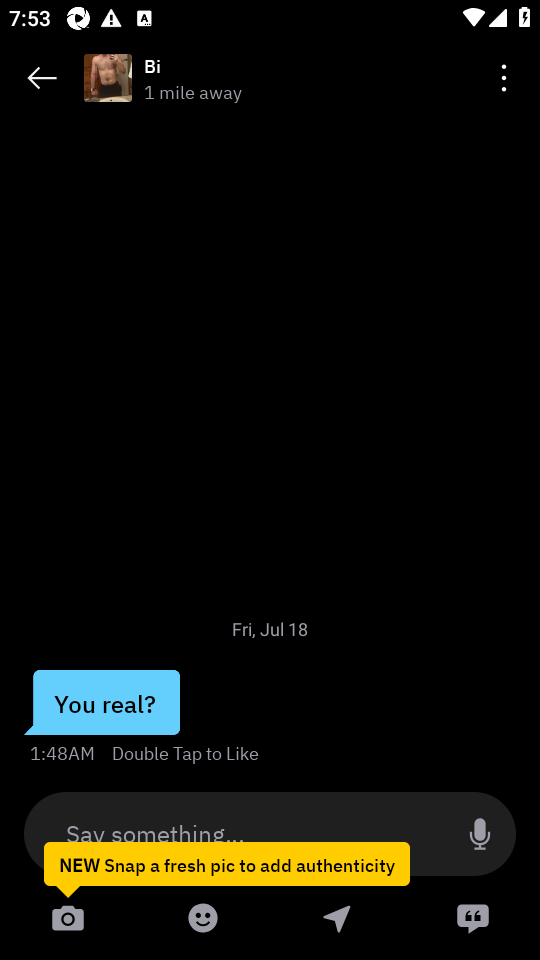 7:53
Bi
1 mile away
Fri, Jul 18
You real?
1:48AM Double Tap to Like
Say something...
NEW Snap a fresh pic to add authenticity